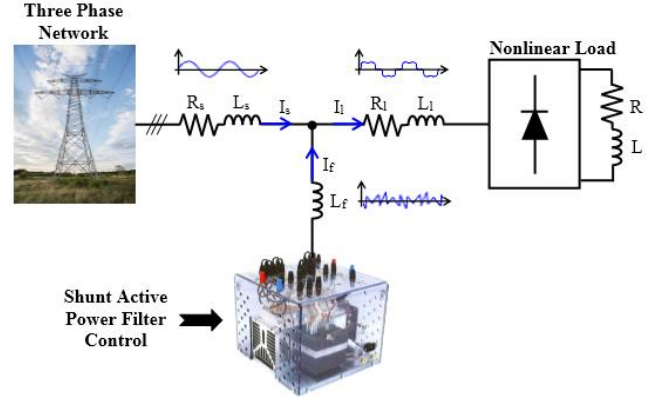 Three Phase
Network
Nonlinear Load
Rs Ls Is Il Rl Ll
R
L
If
Lf
Shunt Active
Power Filter
Control